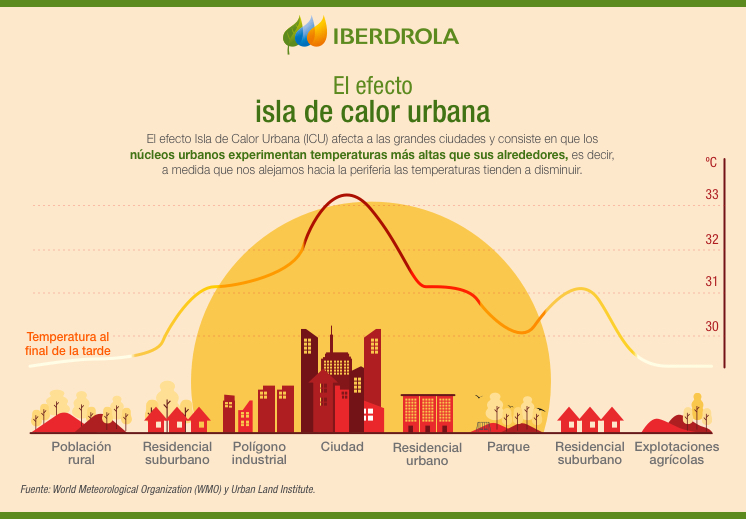 IBERDROLA
El efecto
isla de calor urbana
El efecto Isla de Calor Urbana (ICU) afecta a las grandes ciudades y consiste en que los
núcleos urbanos experimentan temperaturas más altas que sus alrededores, es decir,
a medida que nos alejamos hacia la periferia las temperaturas tienden a disminuir.
ºC
33
32
31
30
Temperatura al
final de la tarde
Población
rural
Residencial
suburbano
Polígono
industrial
Ciudad
Residencial
urbano
Parque
Residencial
suburbano
Explotaciones
agrícolas
Fuente: World Meteorological Organization (WMO) y Urban Land Institute.